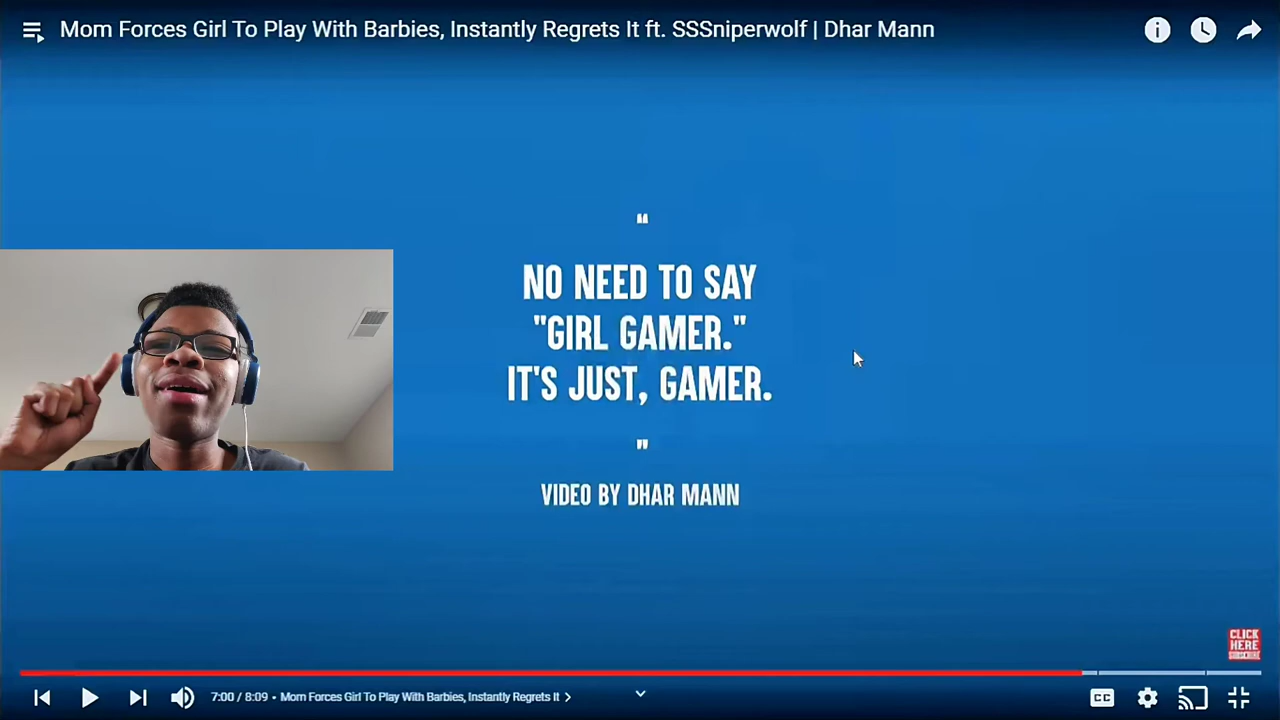 Mom Forces Girl To Play With Barbies, Instantly Regrets It ft. SSSniperwolf | Dhar Mann
“
NO NEED TO SAY
"GIRL GAMER."
IT'S JUST, GAMER.
”
VIDEO BY DHAR MANN
CLICK
HERE
7:00 / 8:09 • Mom Forces Girl To Play With Barbies, Instantly Regrets It >
CC